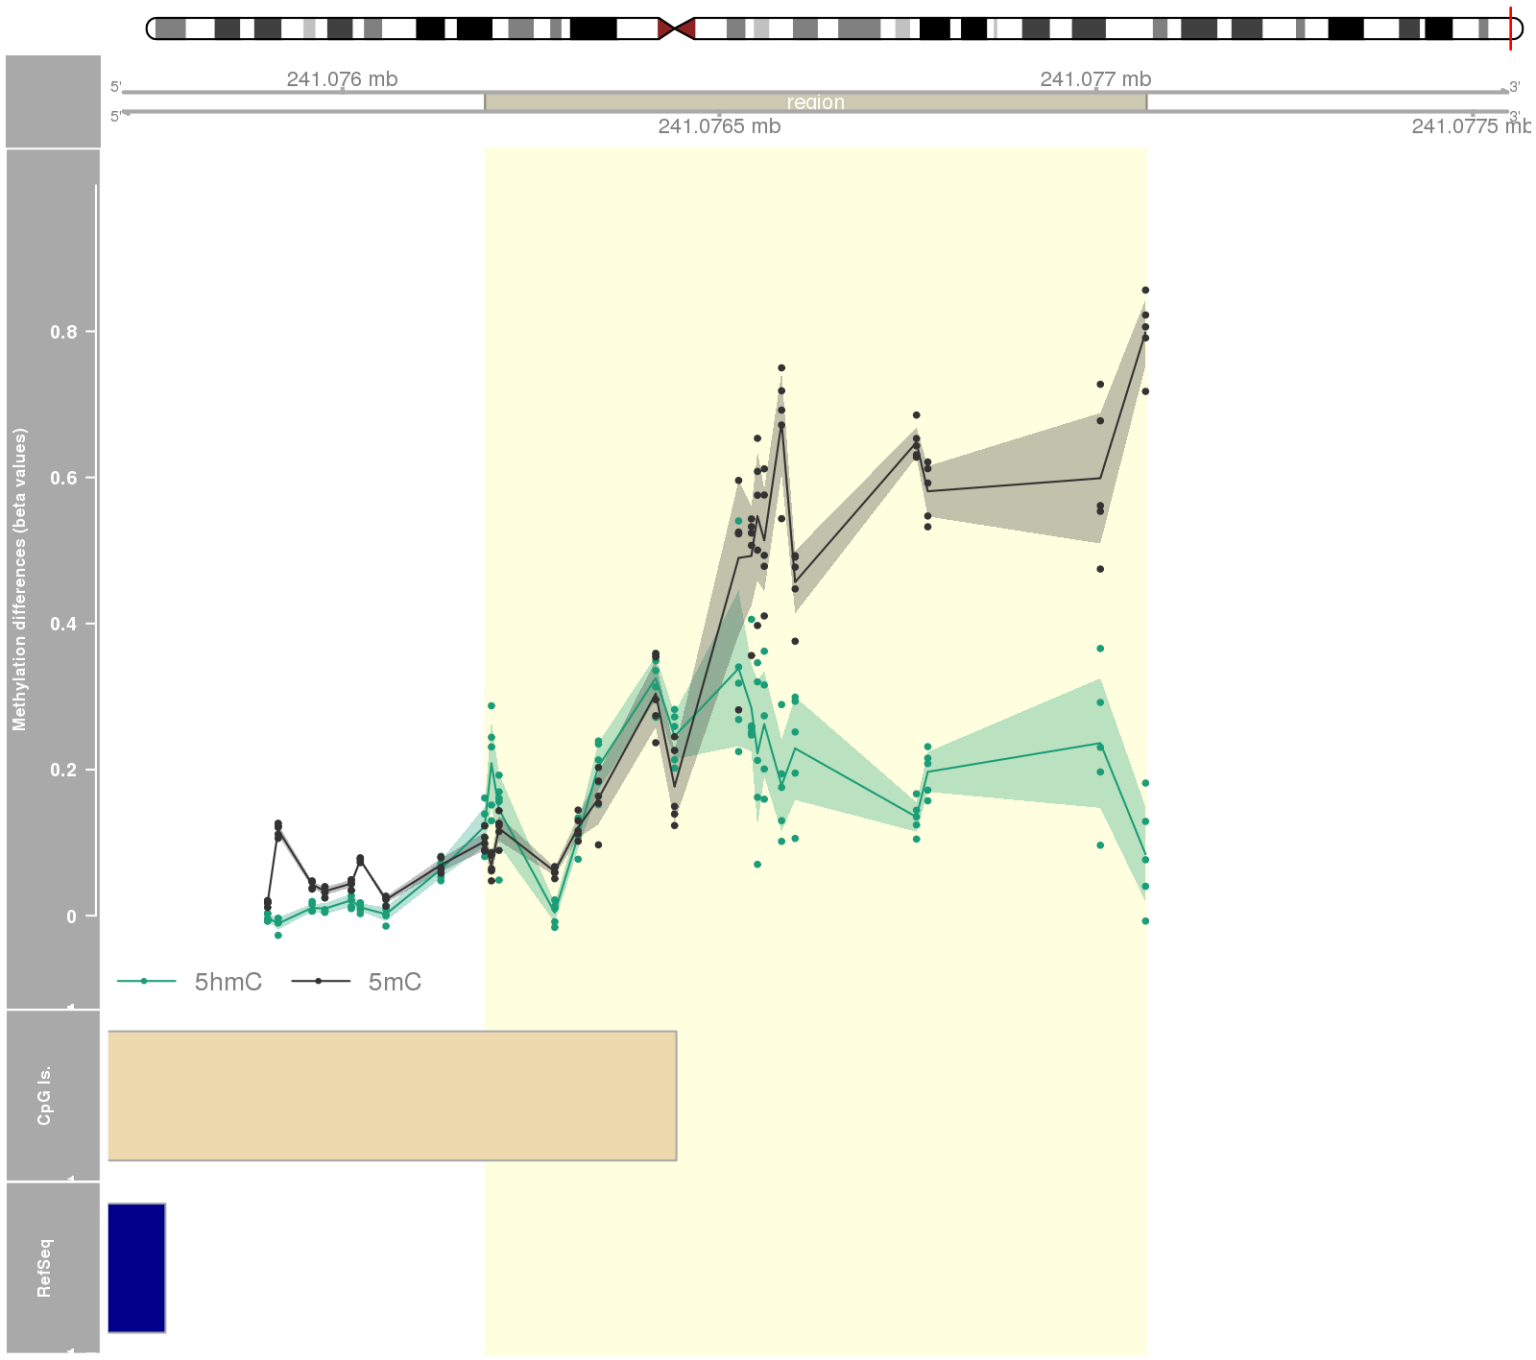 241.076 mb
241.077 mb
5'
3'
region
5'
3'
241.0765 mb
241.0775 mb
Methylation differences (beta values)
0.8
0.6
0.4
0.2
0
5hmC
5mC
CpG Is.
RefSeq